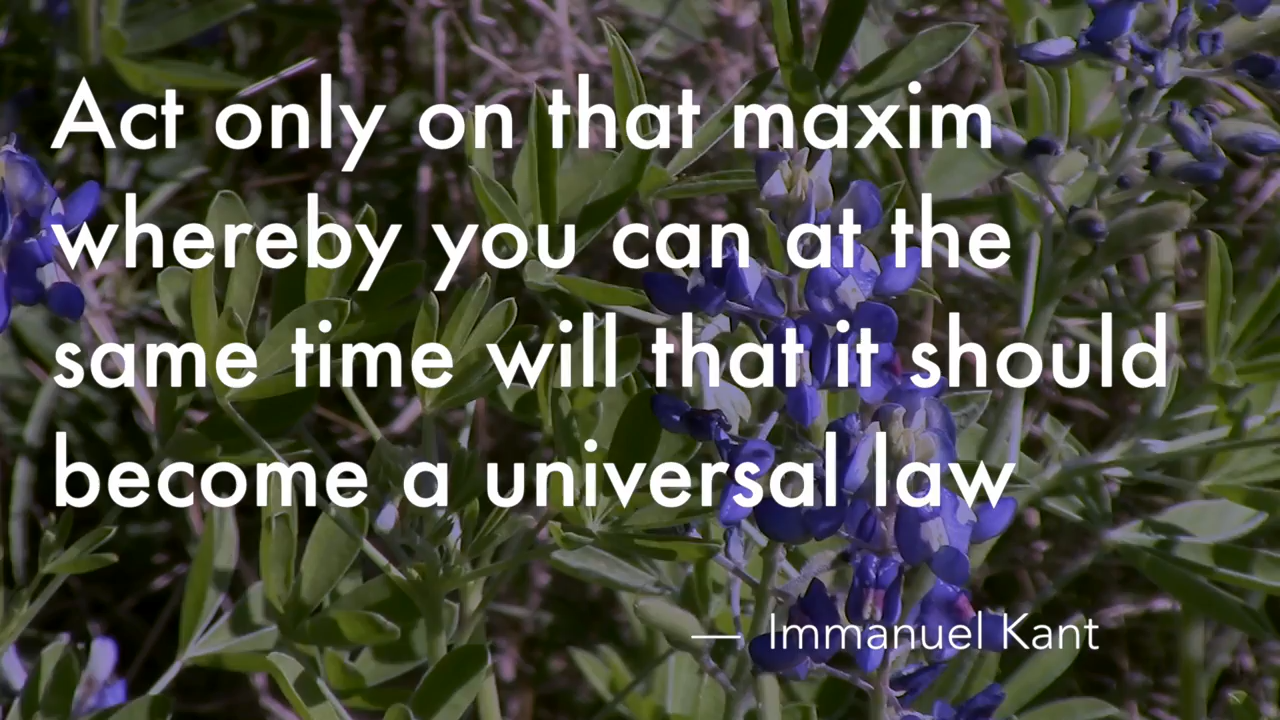 Act only on that maxim
whereby you can at the
same time will that it should
become a universal law
— Immanuel Kant